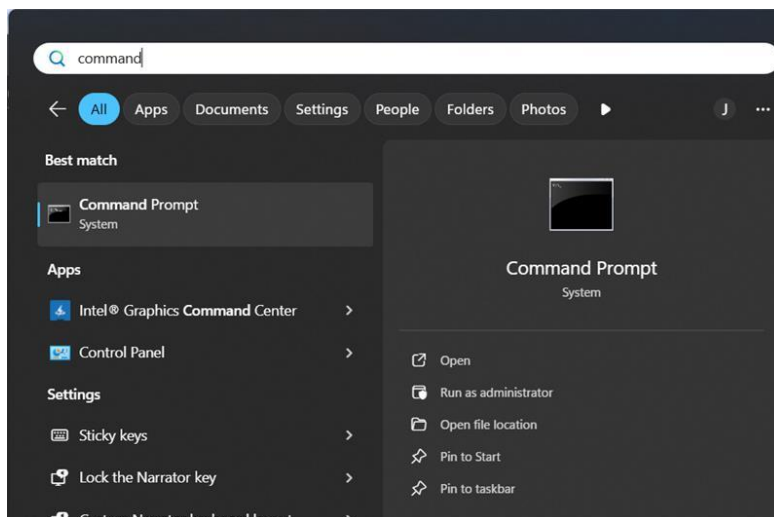 command
All Apps Documents Settings People Folders Photos J ...
Best match
Command Prompt
System
Apps
Intel® Graphics Command Center
Control Panel
Settings
Sticky keys
Lock the Narrator key
Command Prompt
System
Open
Run as administrator
Open file location
Pin to Start
Pin to taskbar